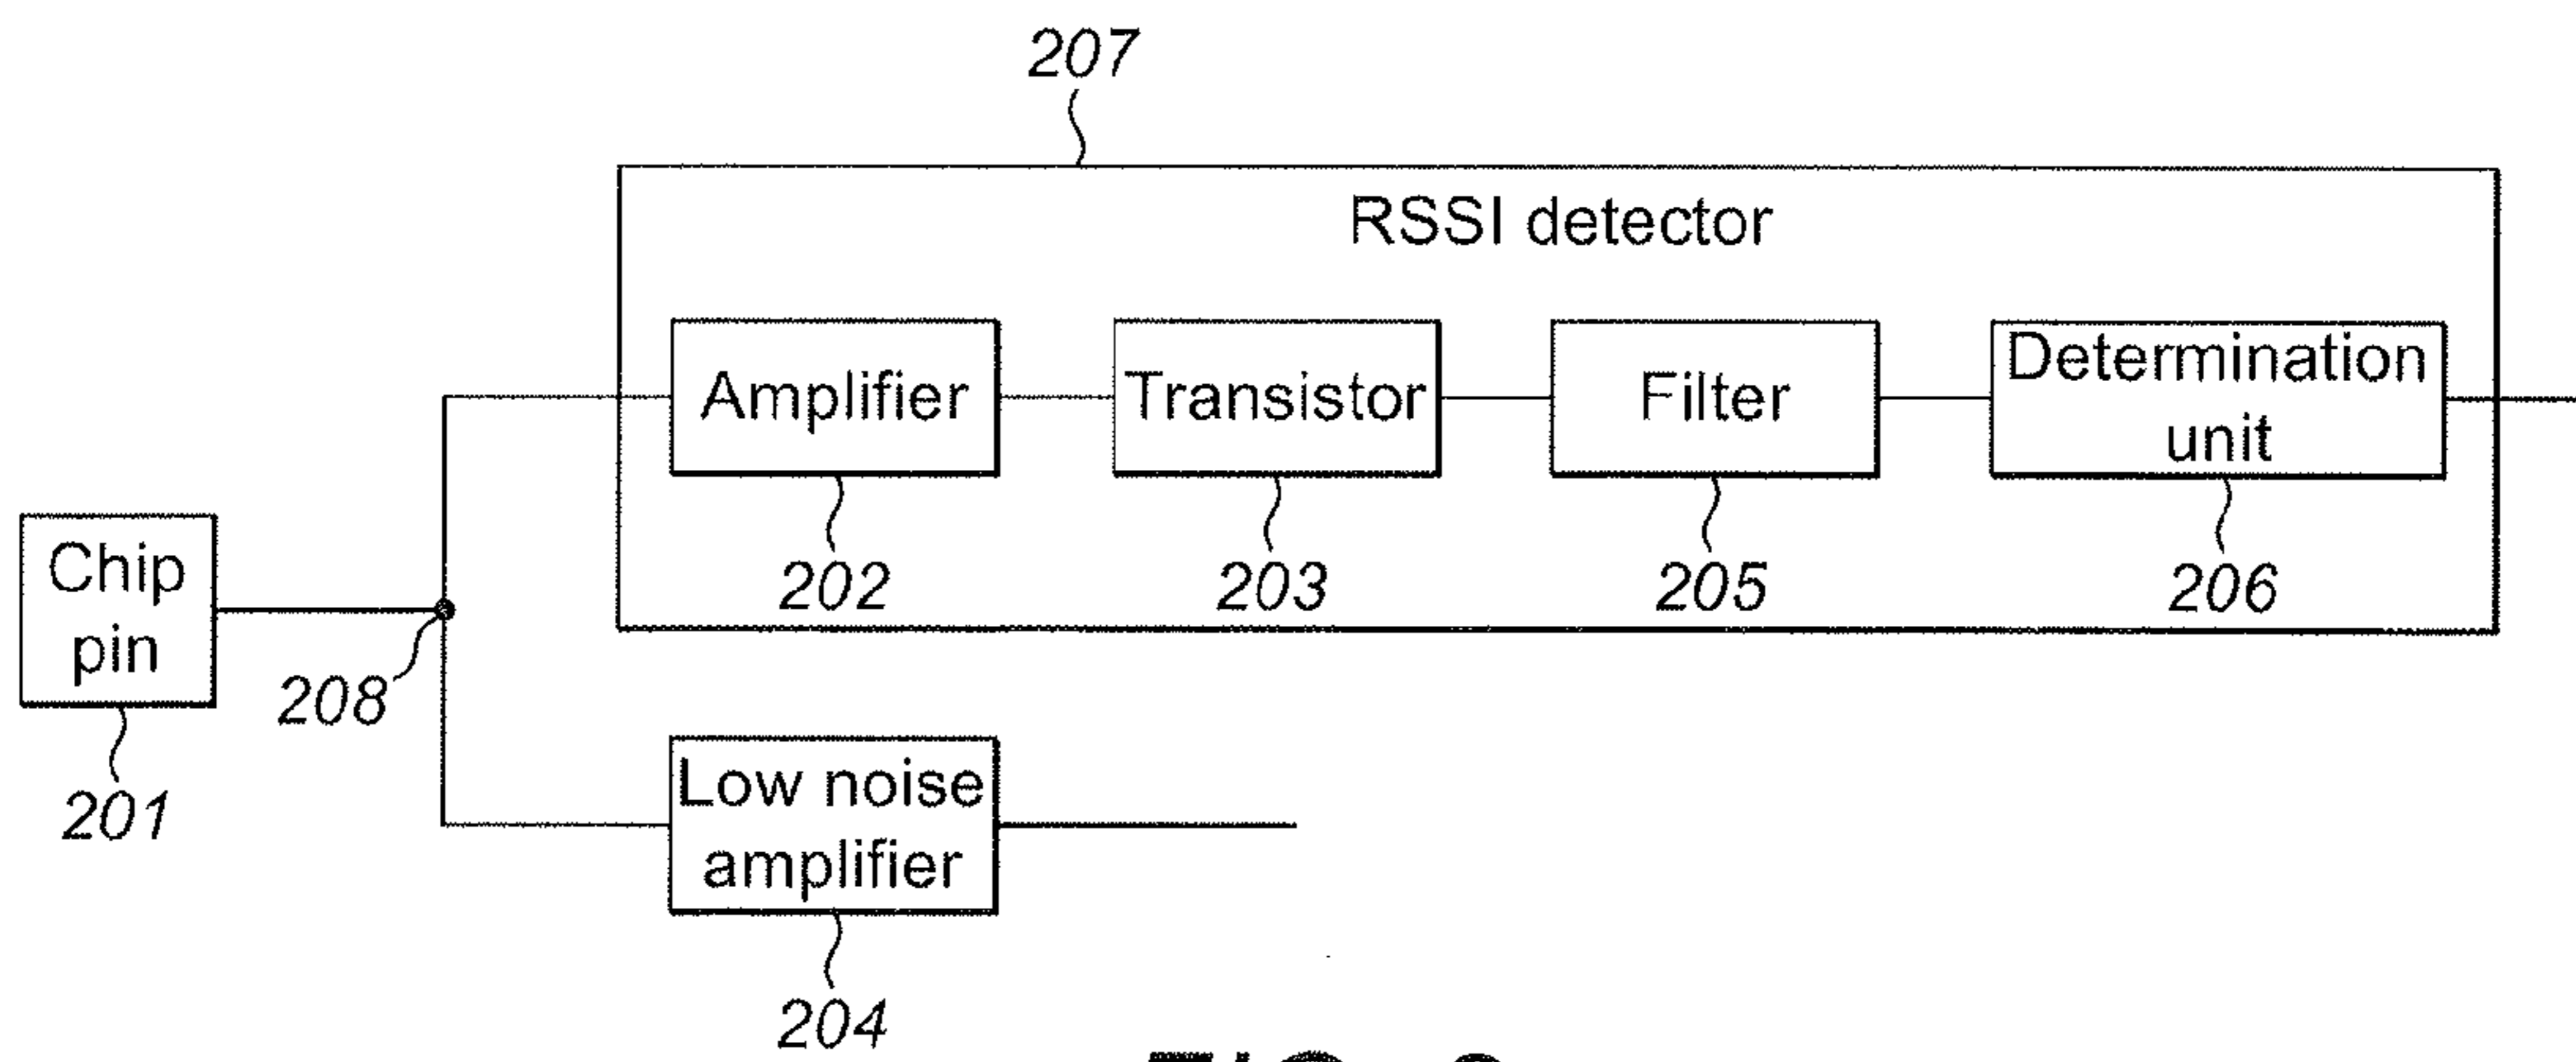 207
RSSI detector
Amplifier
Transistor
Filter
Determination
unit
202
203
205
206
Chip
pin
208
201
Low noise
amplifier
204